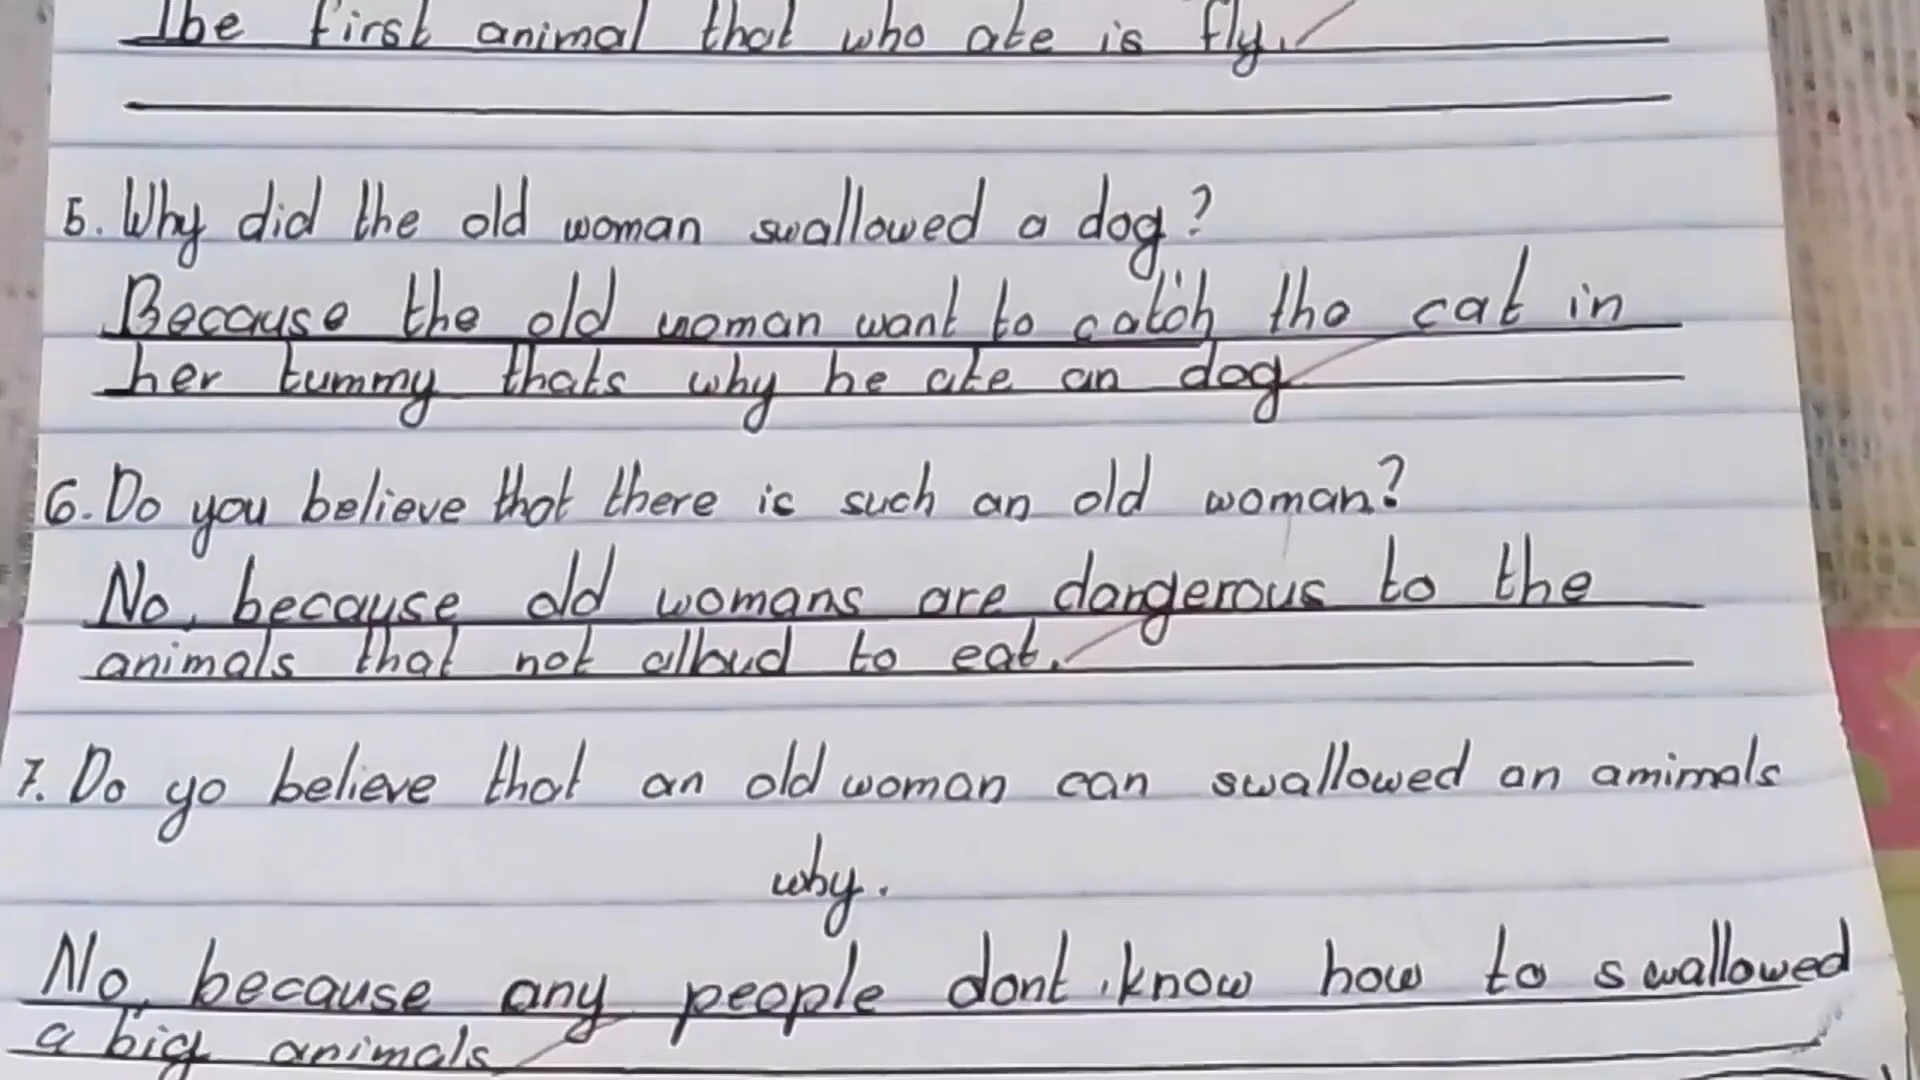 The first animal that who ate is fly.
5. Why did the old woman swallowed a dog?
Because the old woman want to catch the cat in
her tummy thats why he ate an dog
6. Do you believe that there is such an old woman?
No, because old womans are dangerous to the
animals that not alloud to eat.
7. Do yo believe that an old woman can swallowed an amimals
why.
No, because any people dont know how to swallowed
a big animals